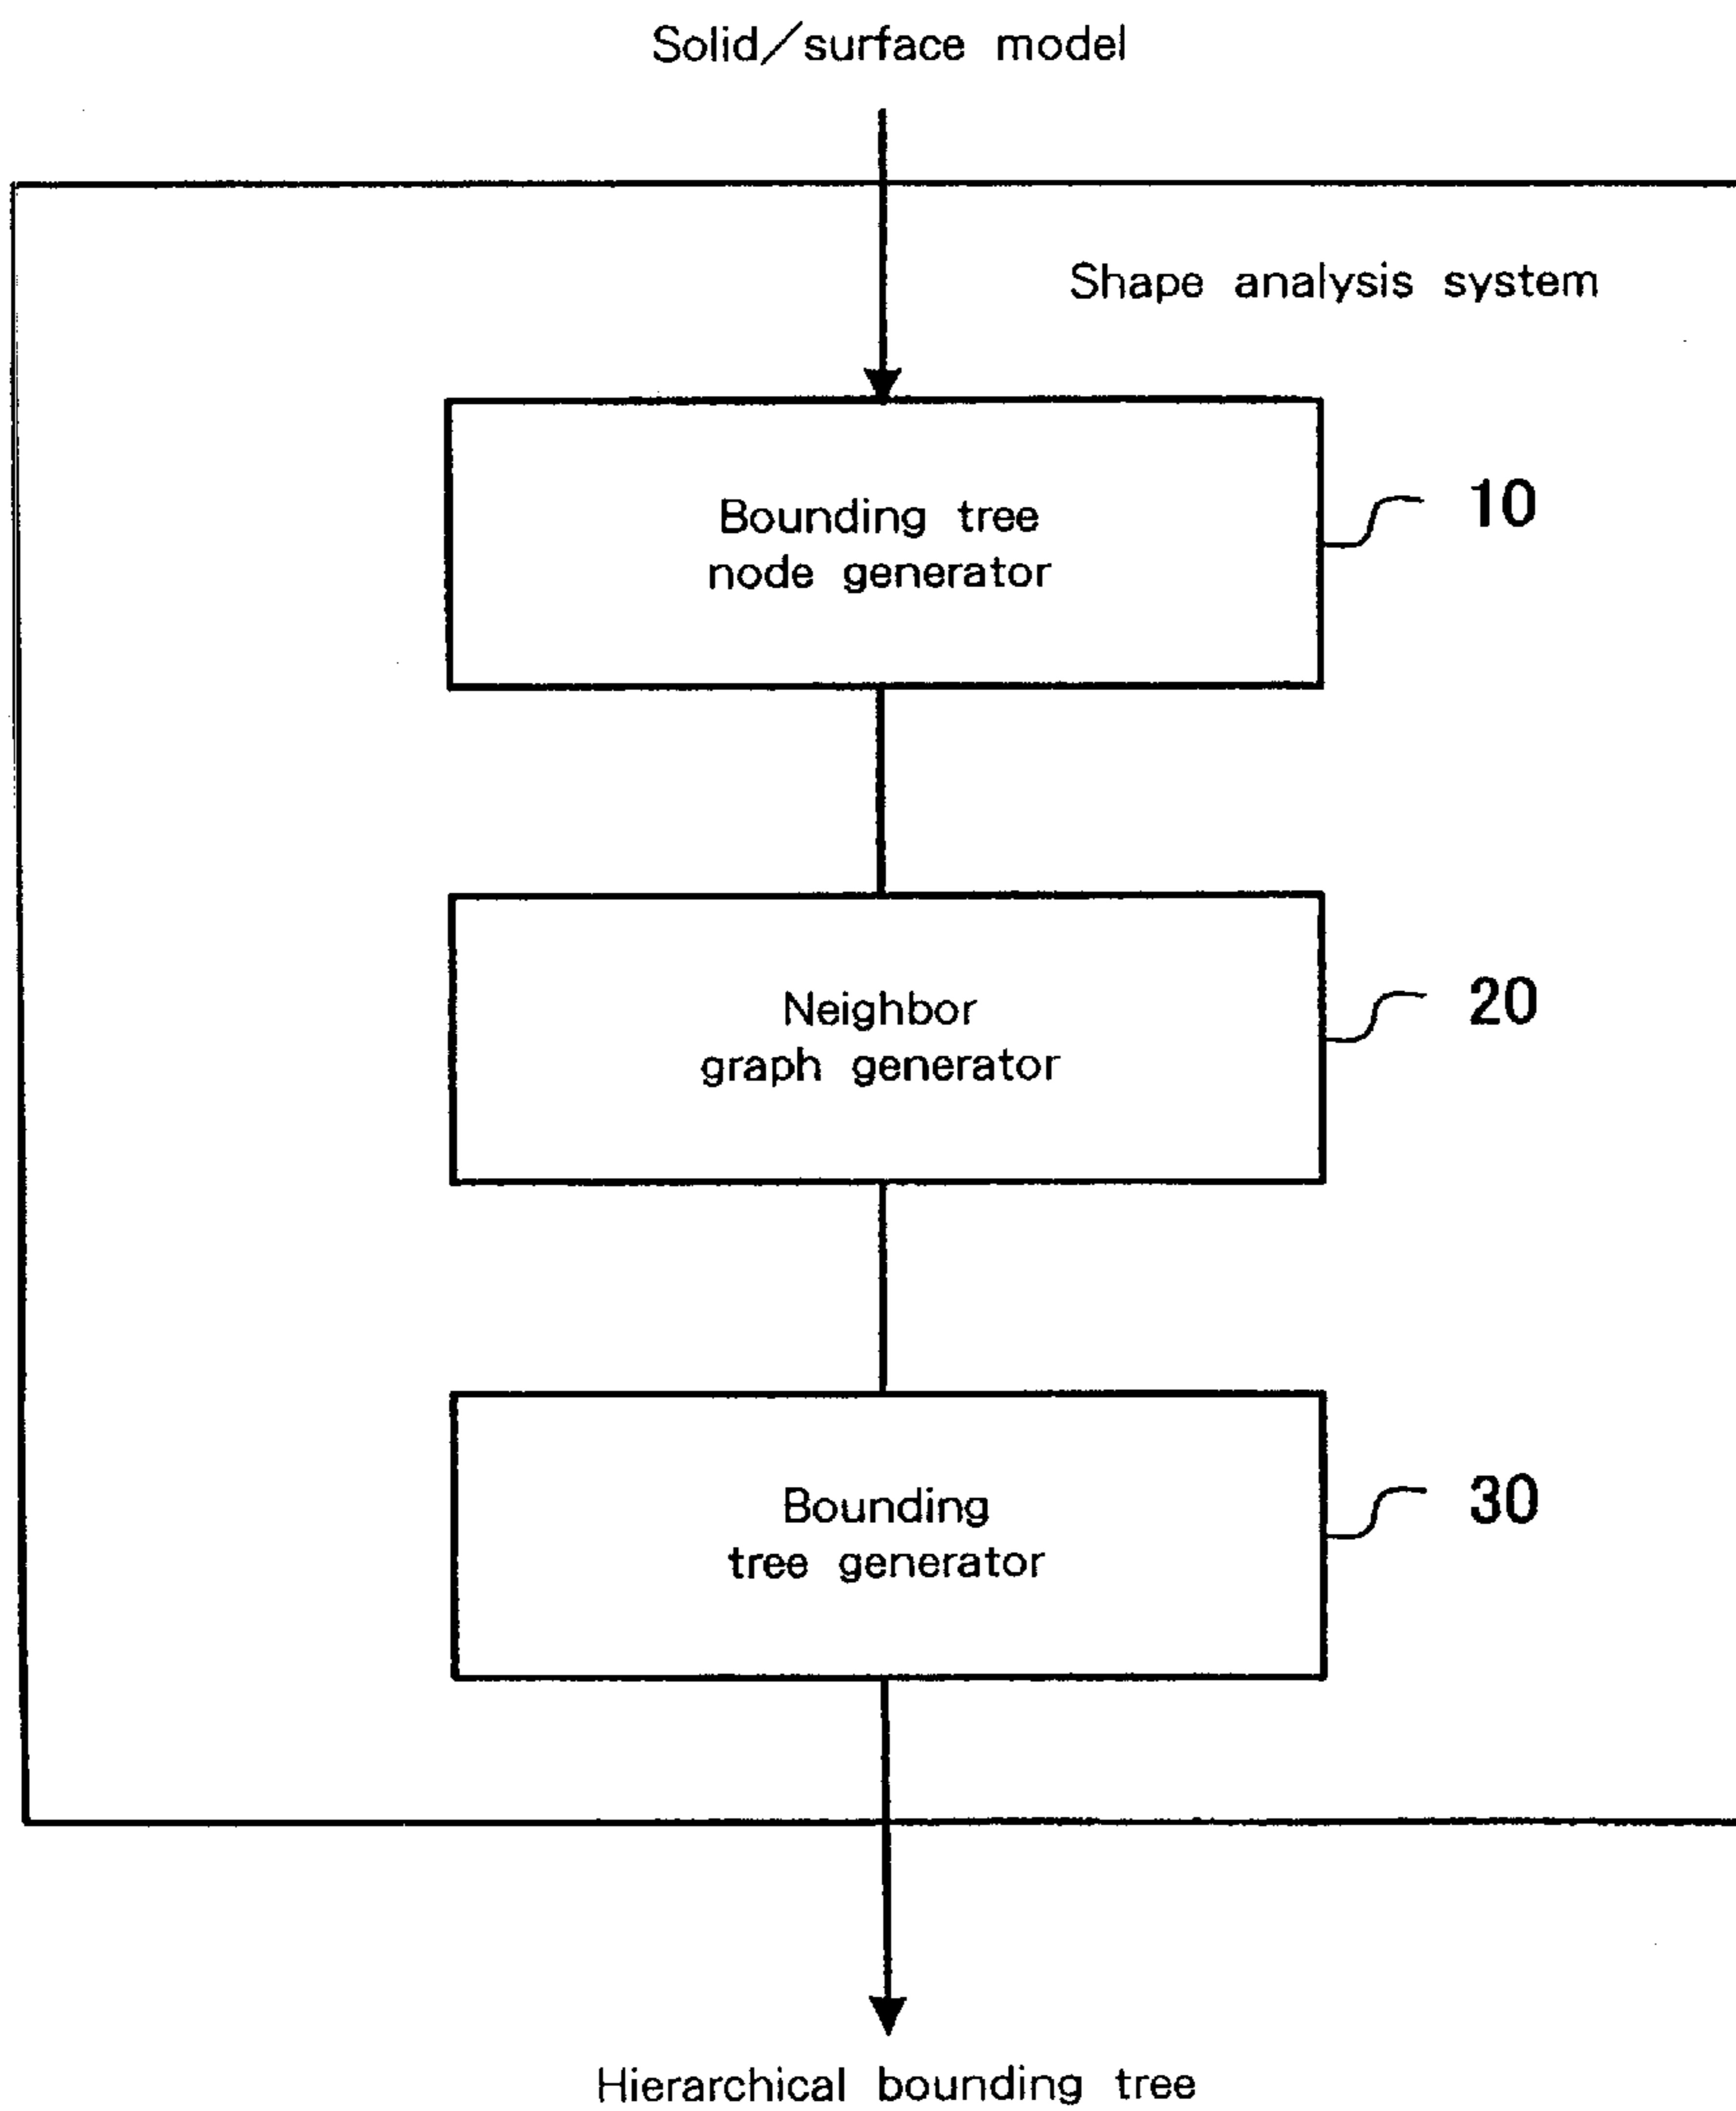 Solid/surface model
Shape analysis system
Bounding tree
node generator
10
Neighbor
graph generator
20
Bounding
tree generator
30
Hierarchical bounding tree